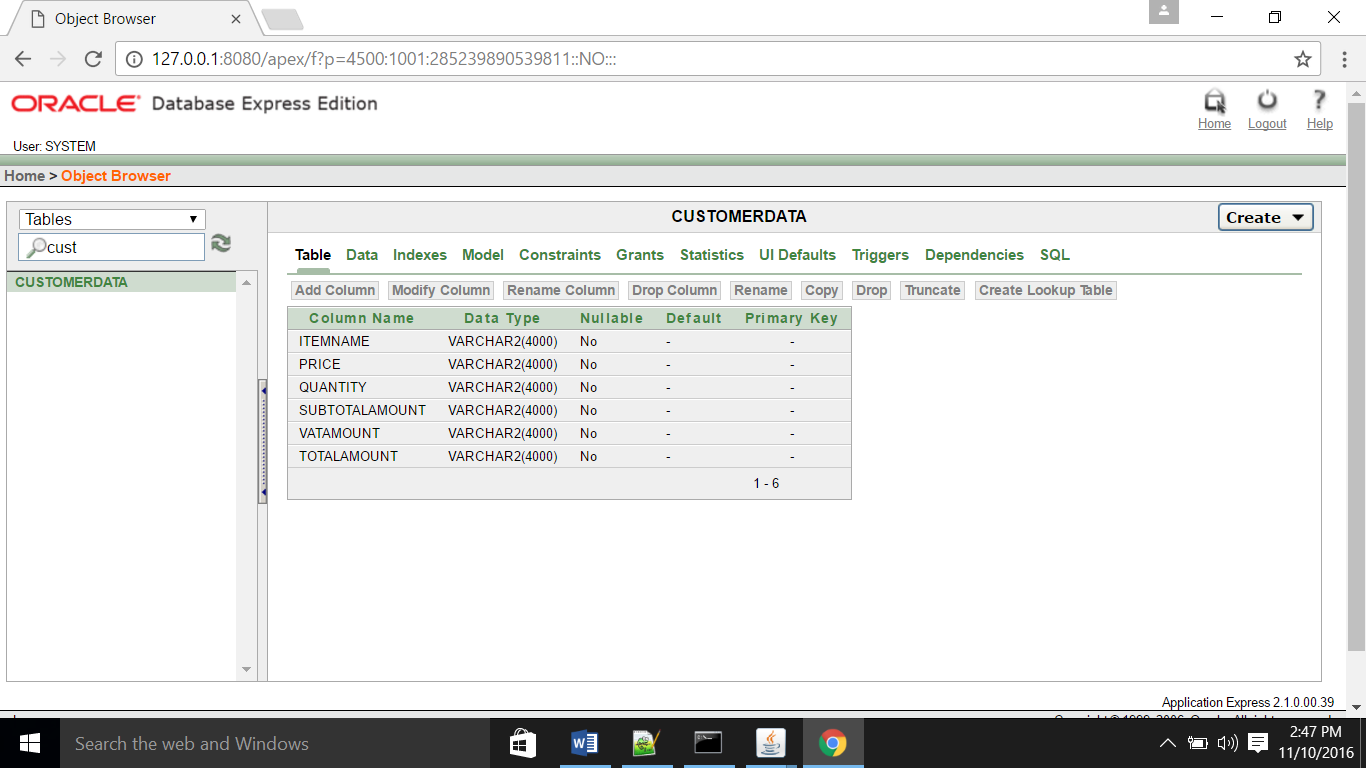 Object Browser
127.0.0.1:8080/apex/f?p=4500:1001:285239890539811::NO:::
ORACLE Database Express Edition
Home Logout Help
User: SYSTEM
Home > Object Browser
Tables
cust
CUSTOMERDATA
CUSTOMERDATA
Create
Table Data Indexes Model Constraints Grants Statistics UI Defaults Triggers Dependencies SQL
Add Column Modify Column Rename Column Drop Column Rename Copy Drop Truncate Create Lookup Table
Column Name Data Type Nullable Default Primary Key
ITEMNAME VARCHAR2(4000) No - -
PRICE VARCHAR2(4000) No - -
QUANTITY VARCHAR2(4000) No - -
SUBTOTALAMOUNT VARCHAR2(4000) No - -
VATAMOUNT VARCHAR2(4000) No - -
TOTALAMOUNT VARCHAR2(4000) No - -
1 - 6
Application Express 2.1.0.00.39
Search the web and Windows
2:47 PM
11/10/2016